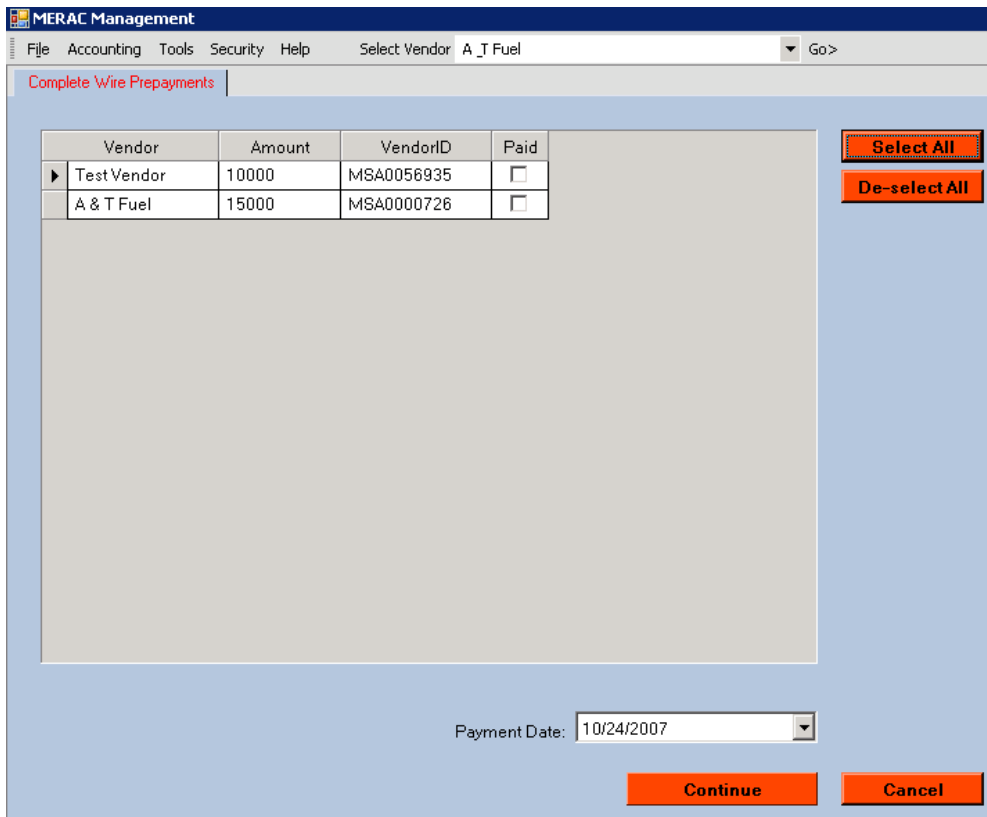 MERAC Management
File Accounting Tools Security Help Select Vendor A _T Fuel Go>
Complete Wire Prepayments
Vendor Amount VendorID Paid
Test Vendor 10000 MSA0056935
A & T Fuel 15000 MSA0000726
Select All
De-select All
Payment Date: 10/24/2007
Continue Cancel